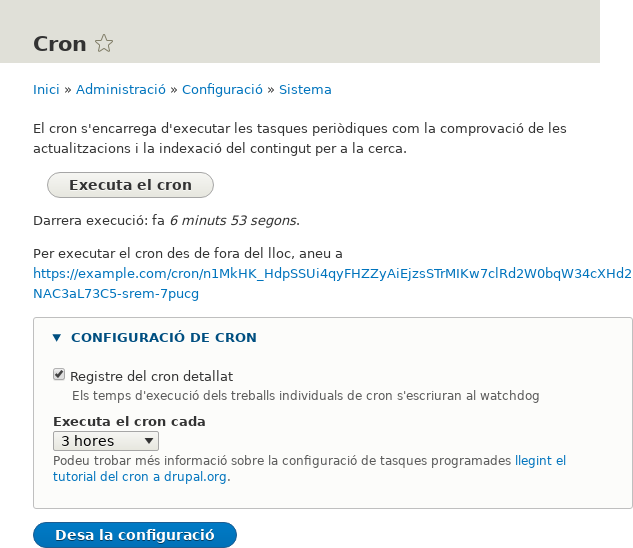 Cron
Inici » Administració » Configuració » Sistema
El cron s'encarrega d'executar les tasques periòdiques com la comprovació de les
actualitzacions i la indexació del contingut per a la cerca.
Executa el cron
Darrera execució: fa 6 minuts 53 segons.
Per executar el cron des de fora del lloc, aneu a
https://example.com/cron/n1MkHK_HdpSSUi4qyFHZZyAiEjzsSTrMIKw7clRd2W0bqW34cXHd2
NAC3aL73C5-srem-7pucg
CONFIGURACIÓ DE CRON
Registre del cron detallat
Els temps d'execució dels treballs individuals de cron s'escriuran al watchdog
Executa el cron cada
3 hores
Podeu trobar més informació sobre la configuració de tasques programades llegint el
tutorial del cron a drupal.org.
Desa la configuració